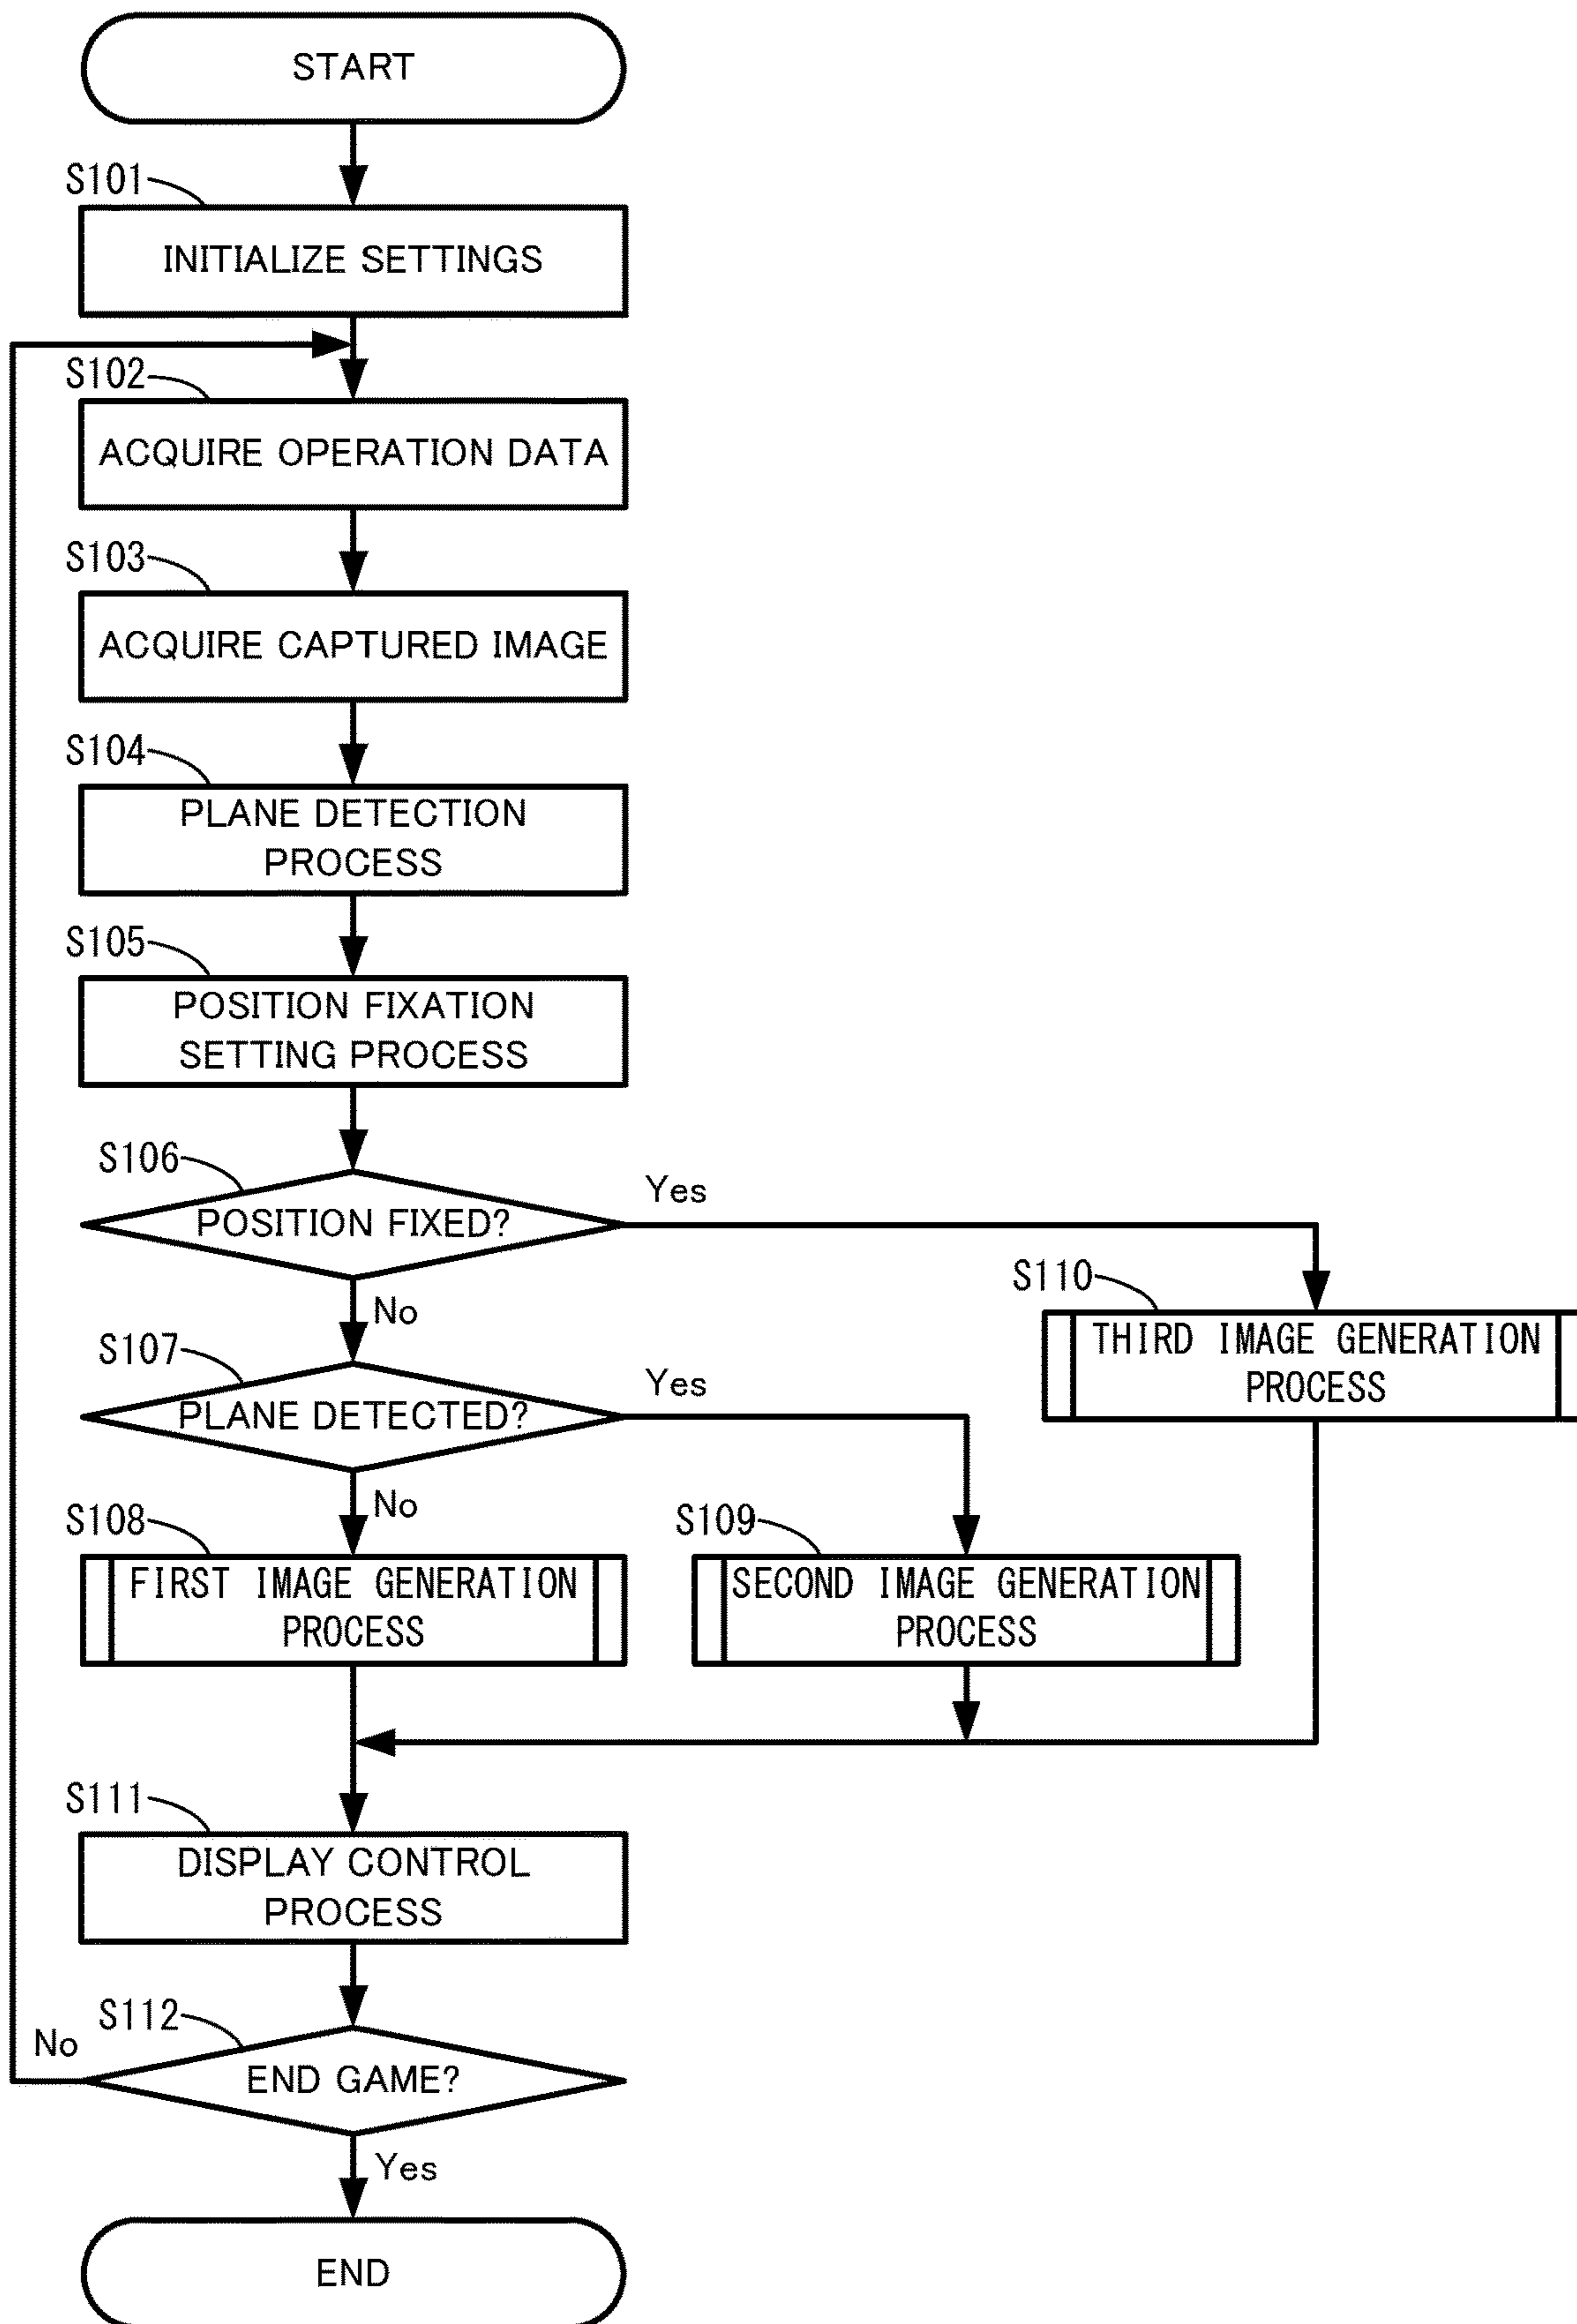 START
S101
INITIALIZE SETTINGS
S102
ACQUIRE OPERATION DATA
S103
ACQUIRE CAPTURED IMAGE
S104
PLANE DETECTION
PROCESS
S105
POSITION FIXATION
SETTING PROCESS
S106
POSITION FIXED?
Yes
No
S110
THIRD IMAGE GENERATION
PROCESS
S107
PLANE DETECTED?
Yes
No
S108
FIRST IMAGE GENERATION
PROCESS
S109
SECOND IMAGE GENERATION
PROCESS
S111
DISPLAY CONTROL
PROCESS
S112
No
END GAME?
Yes
END